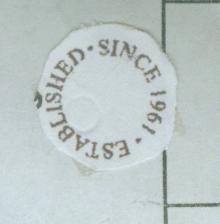 ESTABLISHED · SINCE 1961 ·